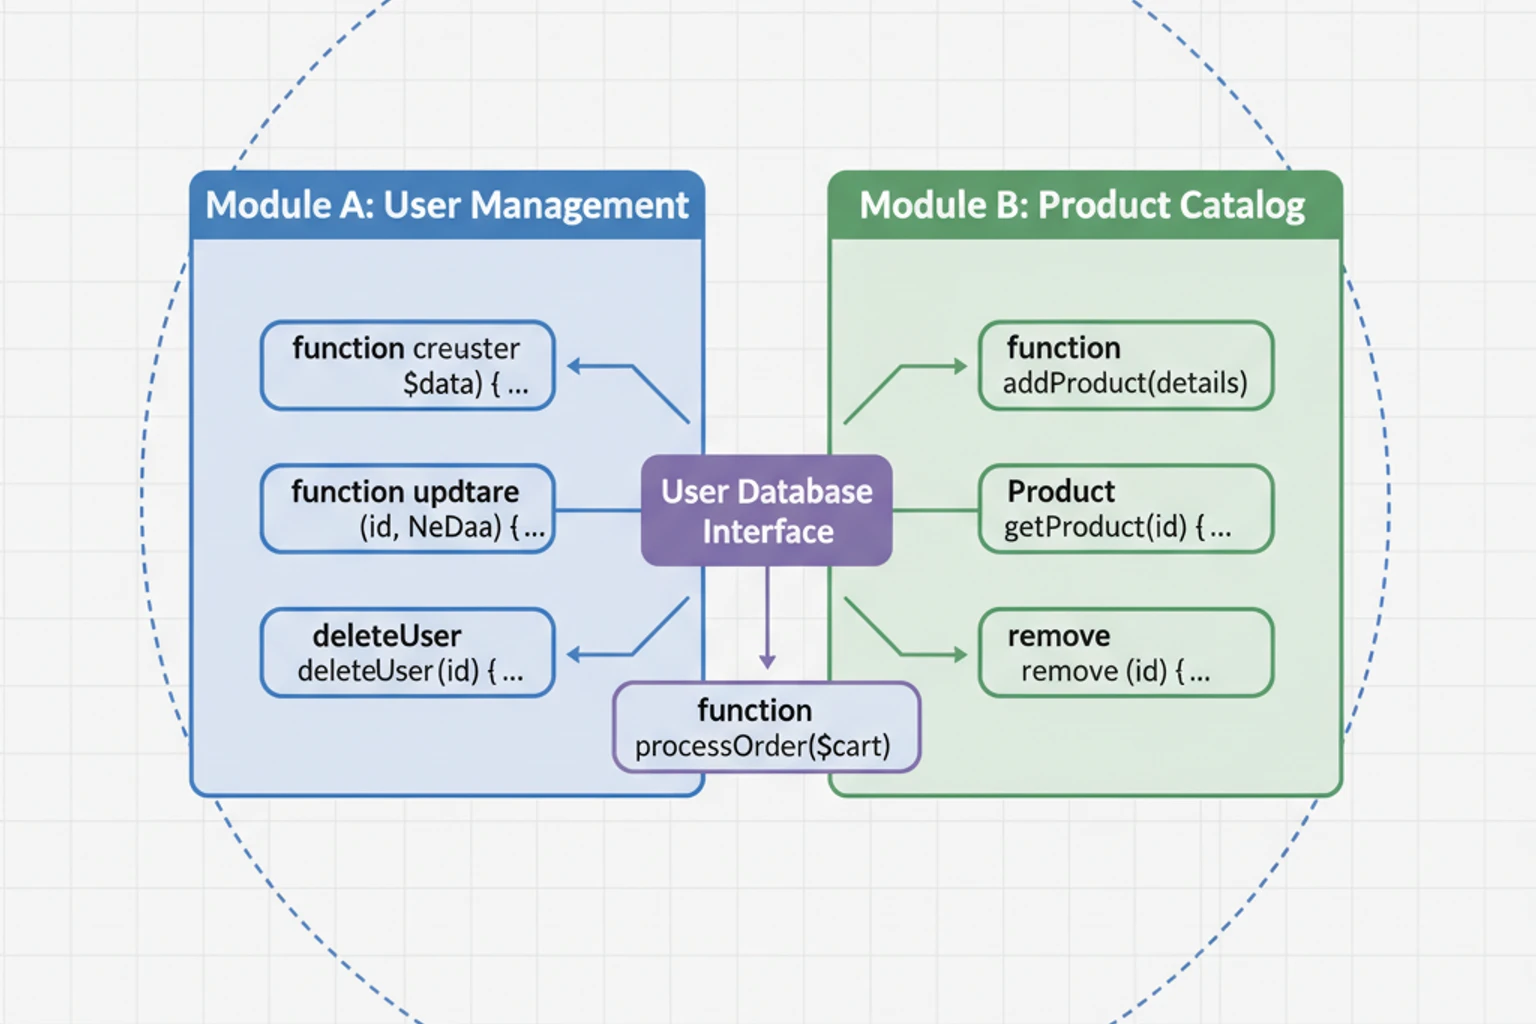 Module A: User Management
function creuster
$data) { ...
function updtare
(id, NeDaa) { ...
deleteUser
deleteUser (id) { ...
User Database
Interface
function
processOrder($cart)
Module B: Product Catalog
function
addProduct(details)
Product
getProduct(id) { ...
remove
remove (id) { ...